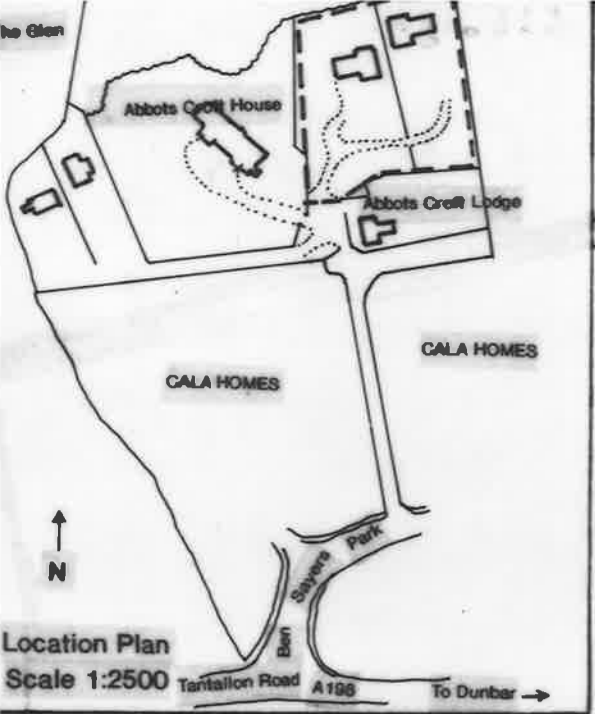 he Glen
Abbots Croft House
Abbots Croft Lodge
CALA HOMES
CALA HOMES
N
Ben Sayers Park
Location Plan
Scale 1:2500
Tantallon Road A198
To Dunbar